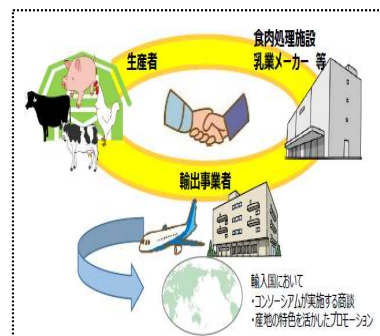 食肉処理施設
乳業メーカー 等
生産者
輸出事業者
輸入国において
・コンソーシアムが実施する商談
・産地の特色を活かしたプロモーション